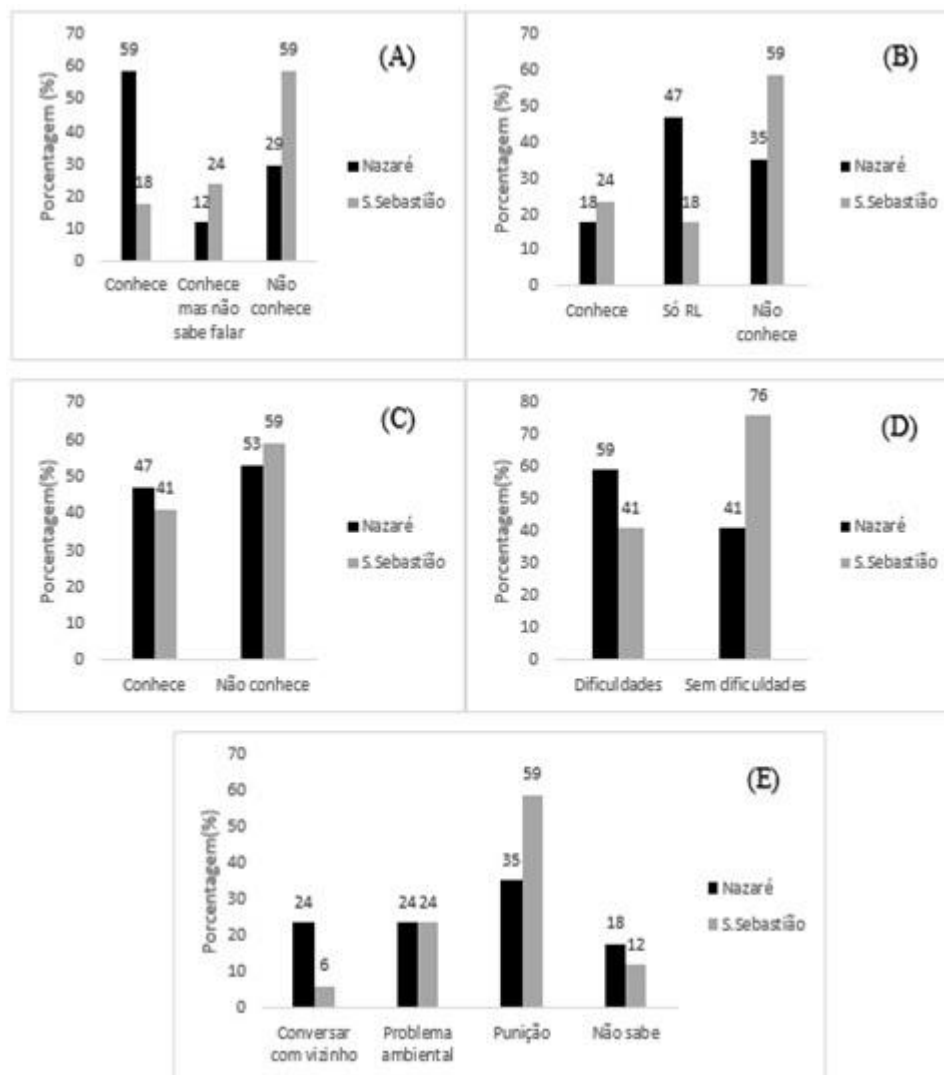 (A)
Porcentagem (%)
70
60
50
40
30
20
10
0
59
18
12
24
29
59
Conhece
Conhece
mas não
sabe falar
Não
conhece
Nazaré
S.Sebastião
(B)
Porcentagem (%)
70
60
50
40
30
20
10
0
18
24
47
18
35
59
Conhece
Só RL
Não
conhece
Nazaré
S.Sebastião
(C)
Porcentagem(%)
70
60
50
40
30
20
10
0
47
41
53
59
Conhece
Não conhece
Nazaré
S.Sebastião
(D)
Porcentagem(%)
80
70
60
50
40
30
20
10
0
59
41
41
76
Dificuldades
Sem dificuldades
Nazaré
S.Sebastião
(E)
Porcentagem(%)
70
60
50
40
30
20
10
0
24
6
24
24
35
59
18
12
Conversar
com vizinho
Problema
ambiental
Punição
Não sabe
Nazaré
S.Sebastião